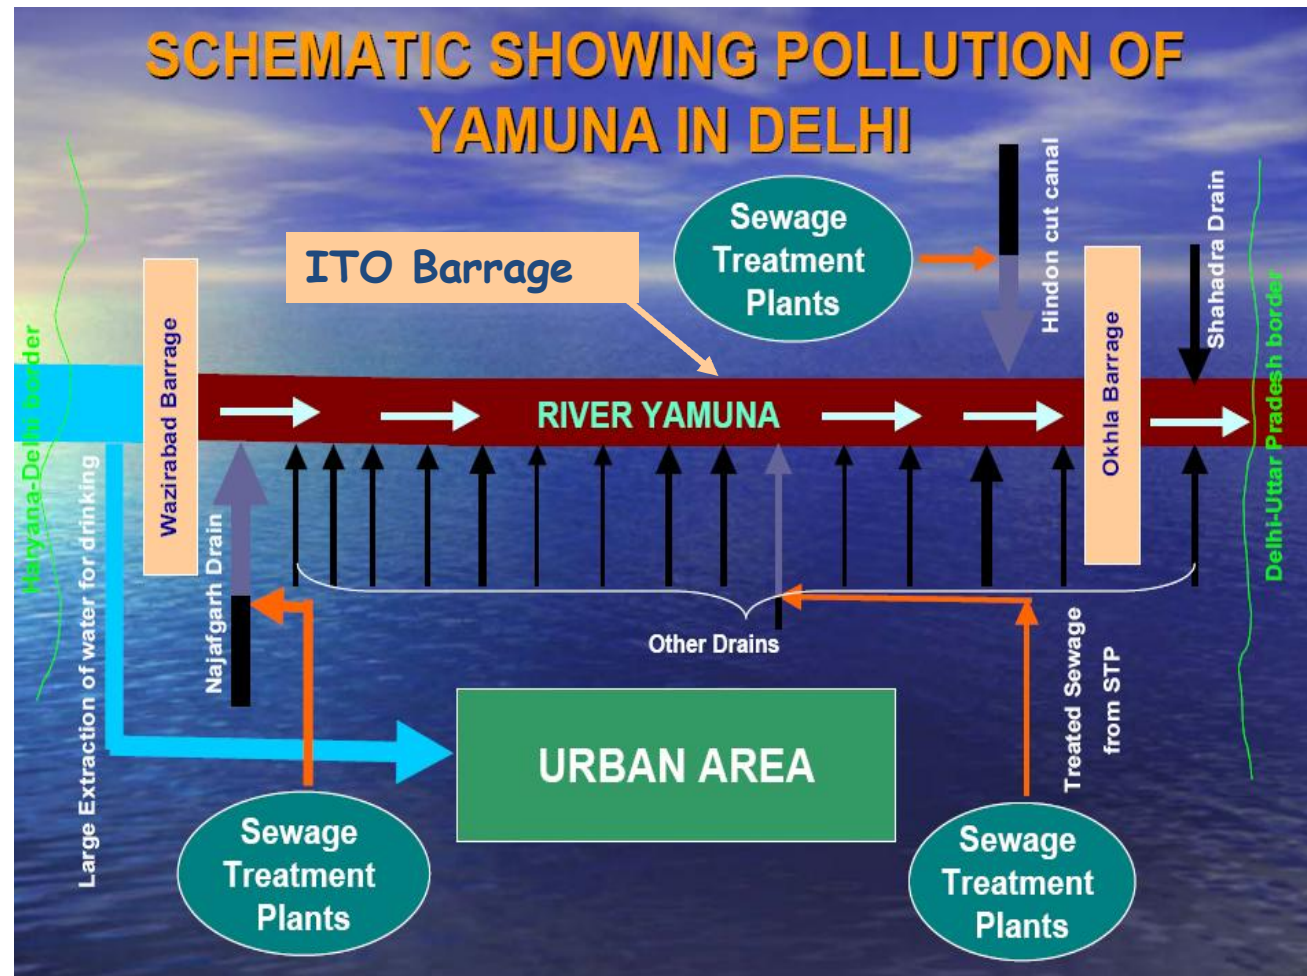 SCHEMATIC SHOWING POLLUTION OF
YAMUNA IN DELHI
Haryana-Delhi border
Wazirabad Barrage
ITO Barrage
Sewage
Treatment
Plants
Hindon cut canal
Okhla Barrage
Shahadra Drain
Delhi-Uttar Pradesh border
RIVER YAMUNA
Large Extraction of water for drinking
Najafgarh Drain
Other Drains
Treated Sewage
from STP
URBAN AREA
Sewage
Treatment
Plants
Sewage
Treatment
Plants